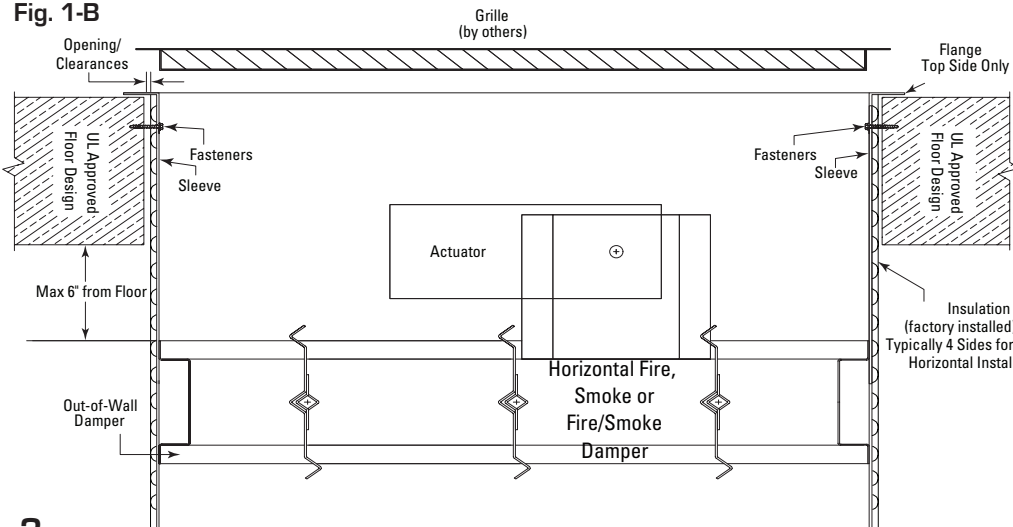 Fig. 1-B
Grille
(by others)
Opening/
Clearances
Flange
Top Side Only
UL Approved
Floor Design
Fasteners
Sleeve
Fasteners
Sleeve
UL Approved
Floor Design
Actuator
Max 6" from Floor
Insulation
(factory installed)
Typically 4 Sides for
Horizontal Instal
Horizontal Fire,
Smoke or
Fire/Smoke
Damper
Out-of-Wall
Damper